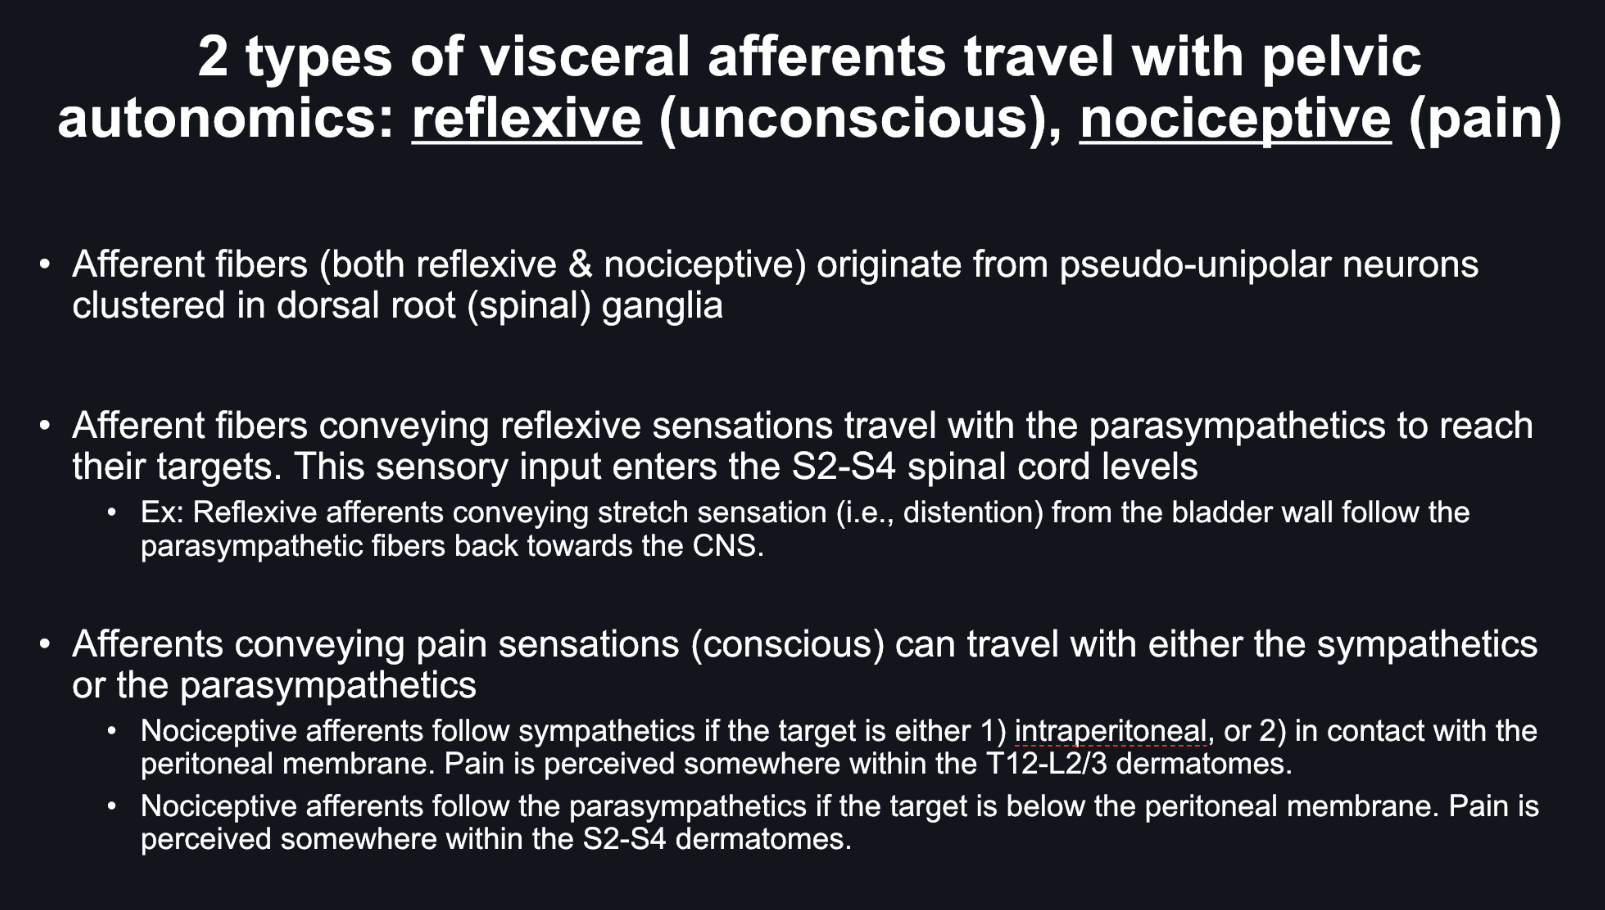 2 types of visceral afferents travel with pelvic
autonomics: reflexive (unconscious), nociceptive (pain)
• Afferent fibers (both reflexive & nociceptive) originate from pseudo-unipolar neurons
clustered in dorsal root (spinal) ganglia
• Afferent fibers conveying reflexive sensations travel with the parasympathetics to reach
their targets. This sensory input enters the S2-S4 spinal cord levels
• Ex: Reflexive afferents conveying stretch sensation (i.e., distention) from the bladder wall follow the
parasympathetic fibers back towards the CNS.
• Afferents conveying pain sensations (conscious) can travel with either the sympathetics
or the parasympathetics
• Nociceptive afferents follow sympathetics if the target is either 1) intraperitoneal, or 2) in contact with the
peritoneal membrane. Pain is perceived somewhere within the T12-L2/3 dermatomes.
• Nociceptive afferents follow the parasympathetics if the target is below the peritoneal membrane. Pain is
perceived somewhere within the S2-S4 dermatomes.